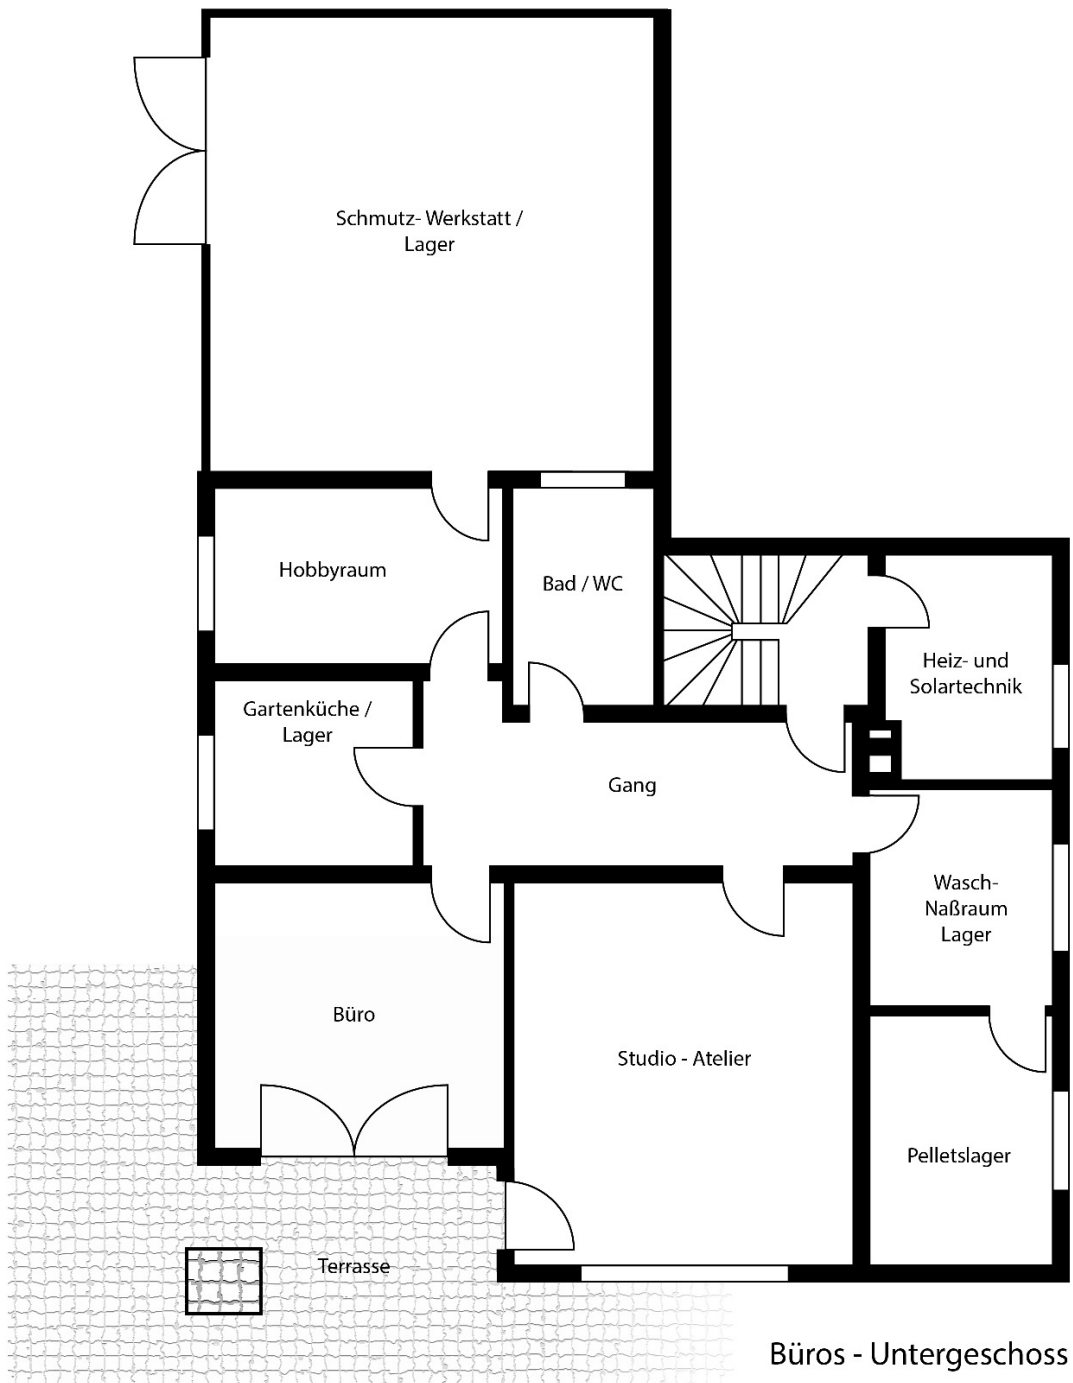 Schmutz- Werkstatt /
Lager
Hobbyraum
Bad / WC
Heiz- und
Solartechnik
Gartenküche /
Lager
Gang
Wasch-
Naßraum
Lager
Büro
Studio - Atelier
Pelletslager
Terrasse
Büros - Untergeschoss